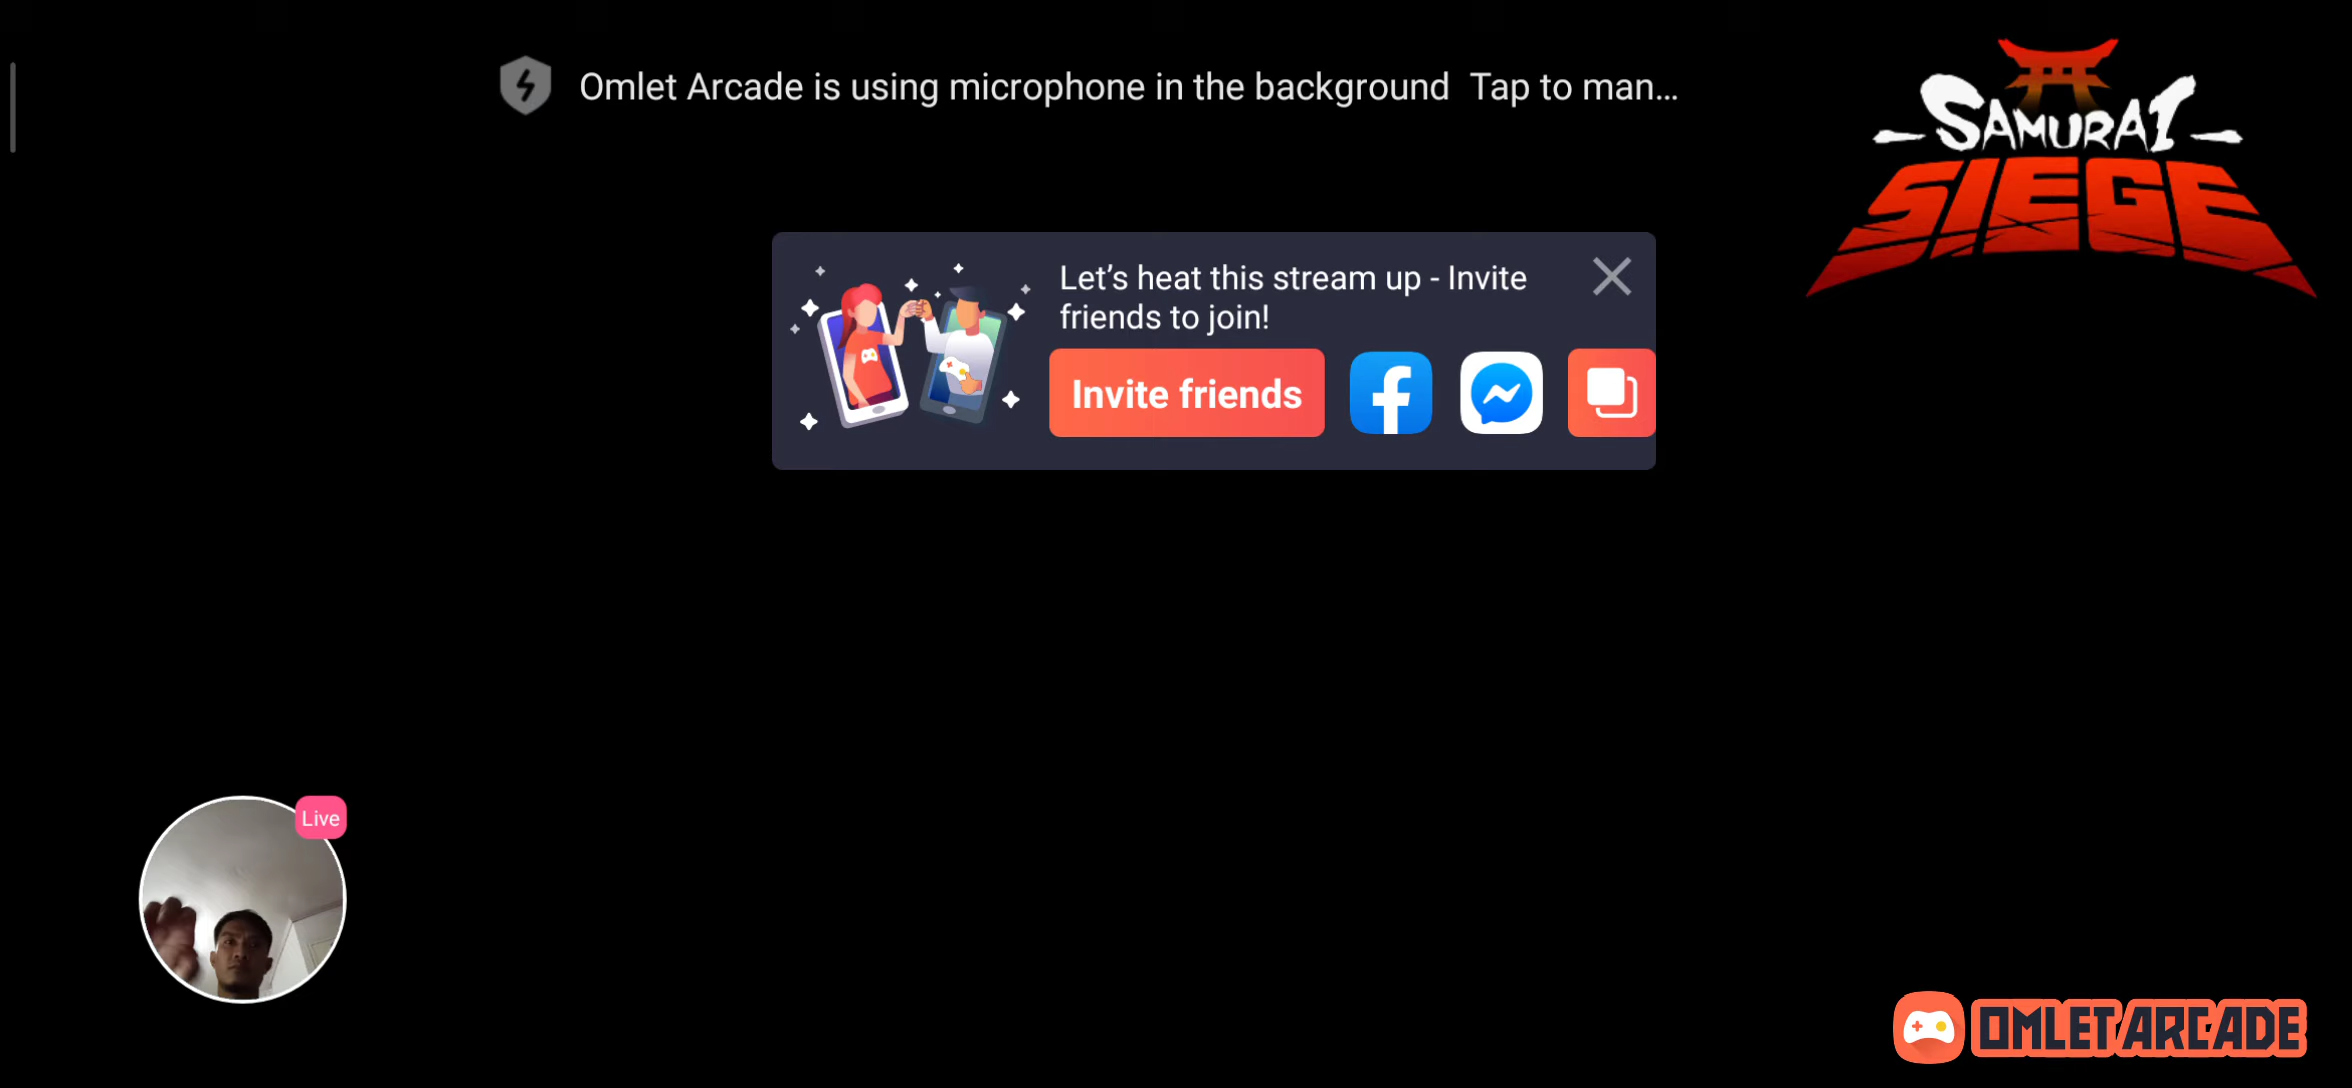 Omlet Arcade is using microphone in the background Tap to man...
SAMURAI
SIEGE
Let’s heat this stream up - Invite
friends to join!
Invite friends
Live
OMLET ARCADE